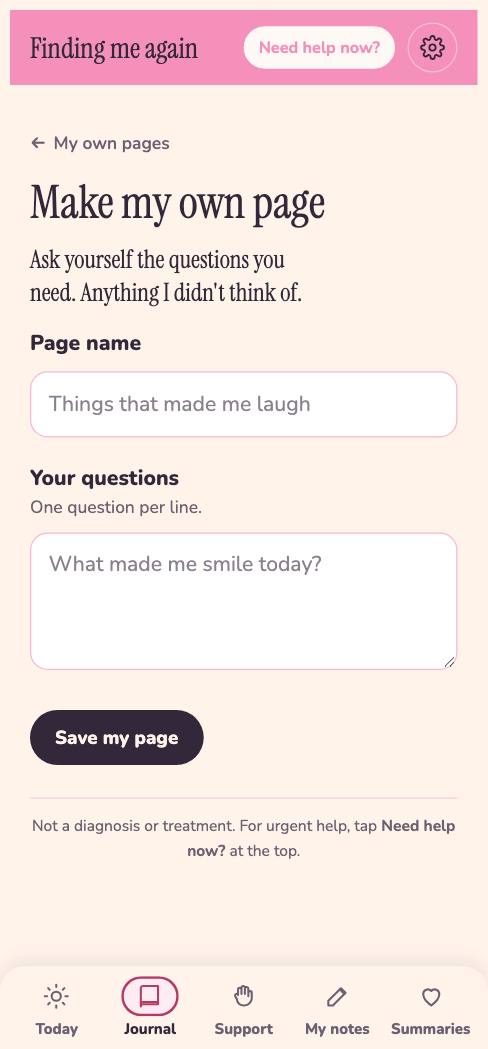 Finding me again
Need help now?
← My own pages
Make my own page
Ask yourself the questions you
need. Anything I didn't think of.
Page name
Things that made me laugh
Your questions
One question per line.
What made me smile today?
Save my page
Not a diagnosis or treatment. For urgent help, tap Need help
now? at the top.
Today
Journal
Support
My notes
Summaries